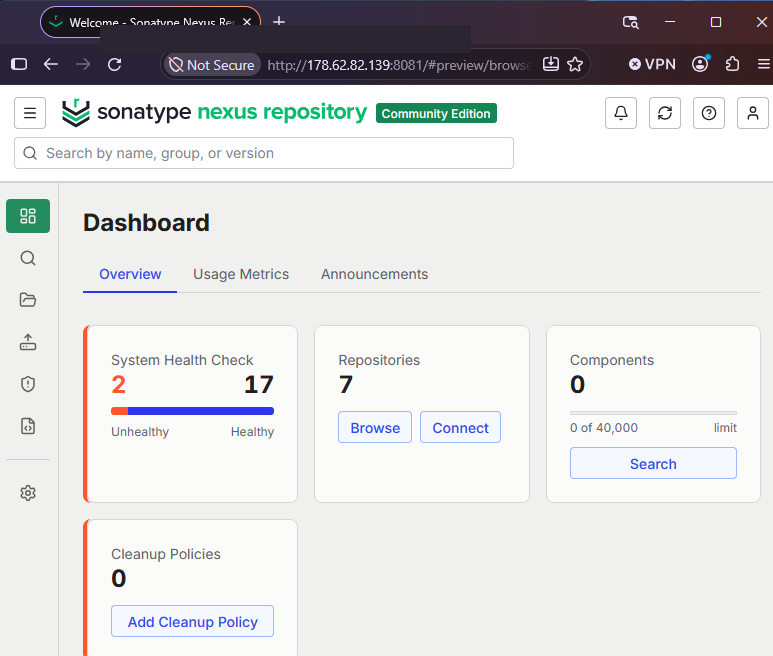 Welcome - Sonatype Nexus Re
Not Secure http://178.62.82.139:8081/#preview/browse VPN
sonatype nexus repository Community Edition
Search by name, group, or version
Dashboard
Overview Usage Metrics Announcements
System Health Check
2 17
Unhealthy Healthy
Repositories
7
Browse Connect
Components
0
0 of 40,000 limit
Search
Cleanup Policies
0
Add Cleanup Policy